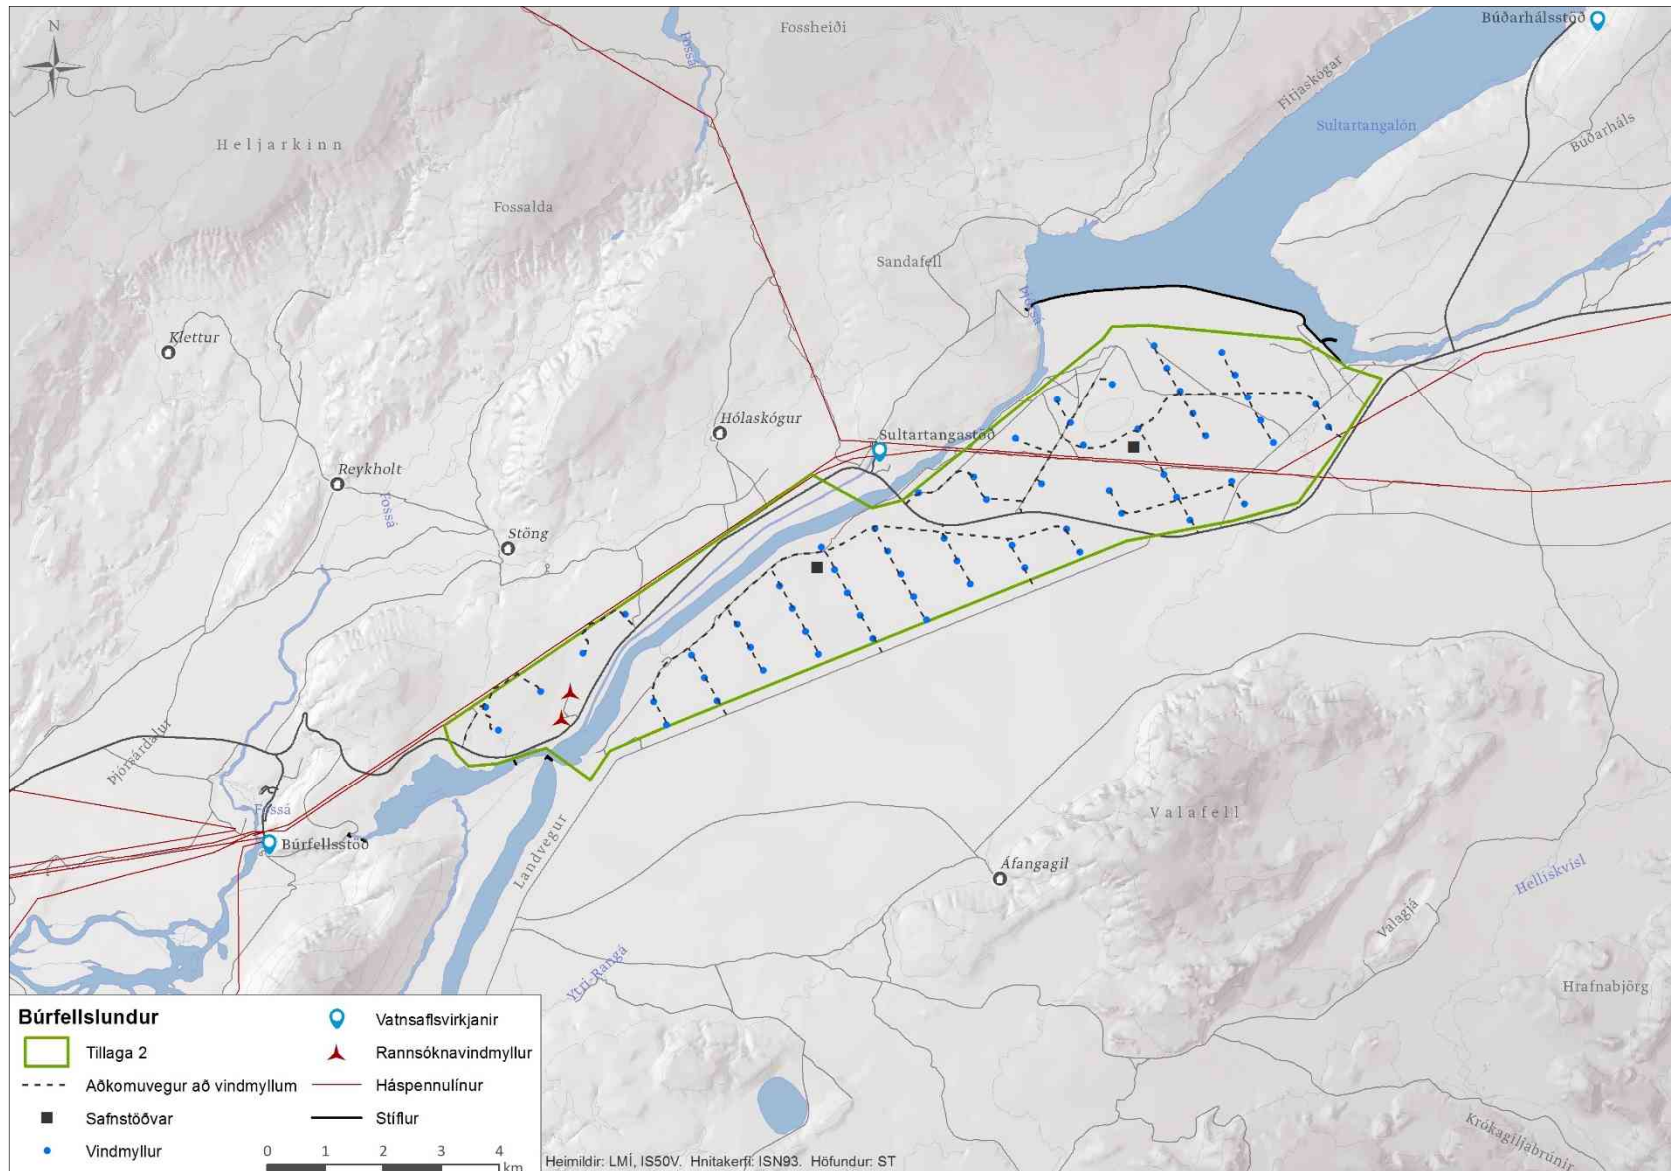 Búðarhálsstöð
N
Fossá
Fossheiði
Fitjaskógar
Heljarkinn
Sultartangalón
Búðarháls
Fossalda
Sandafell
Þjórsá
Klettur
Hólaskógur
Sultartangastöð
Reykholt
Fossá
Stöng
Þjórsárdalur
Fossá
Búrfellsstöð
Landvegur
Valafell
Áfangagil
Helliskvísl
Valagjá
Ytri-Rangá
Hrafnabjörg
Krókagiljabrúnir
Búrfellslundur
Tillaga 2
Aðkomuvegur að vindmyllum
Safnstöðvar
Vindmyllur
Vatnsaflsvirkjanir
Rannsóknavindmyllur
Háspennulínur
Stíflur
0 1 2 3 4
km
Heimildir: LMÍ, IS50V. Hnitakerfi: ISN93. Höfundur: ST